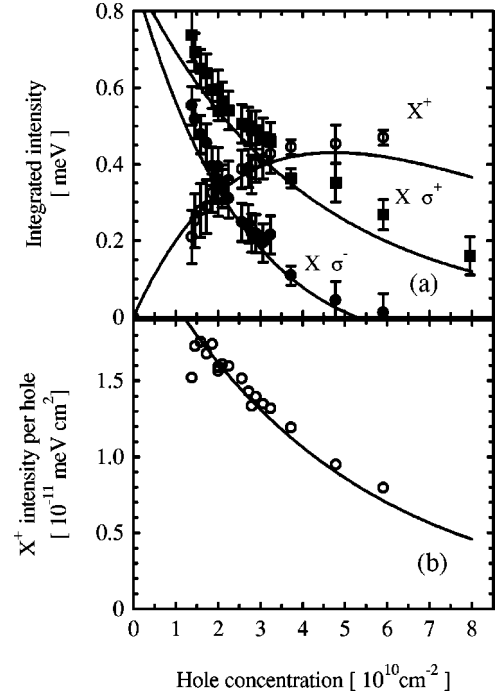 0.8
0.6
0.4
0.2
0
Integrated intensity
[ meV ]
X⁺
X σ⁺
X σ⁻
(a)
1.5
1.0
0.5
0
X⁺ intensity per hole
[ 10⁻¹¹ meV cm² ]
(b)
0 1 2 3 4 5 6 7 8
Hole concentration [ 10¹⁰cm⁻² ]